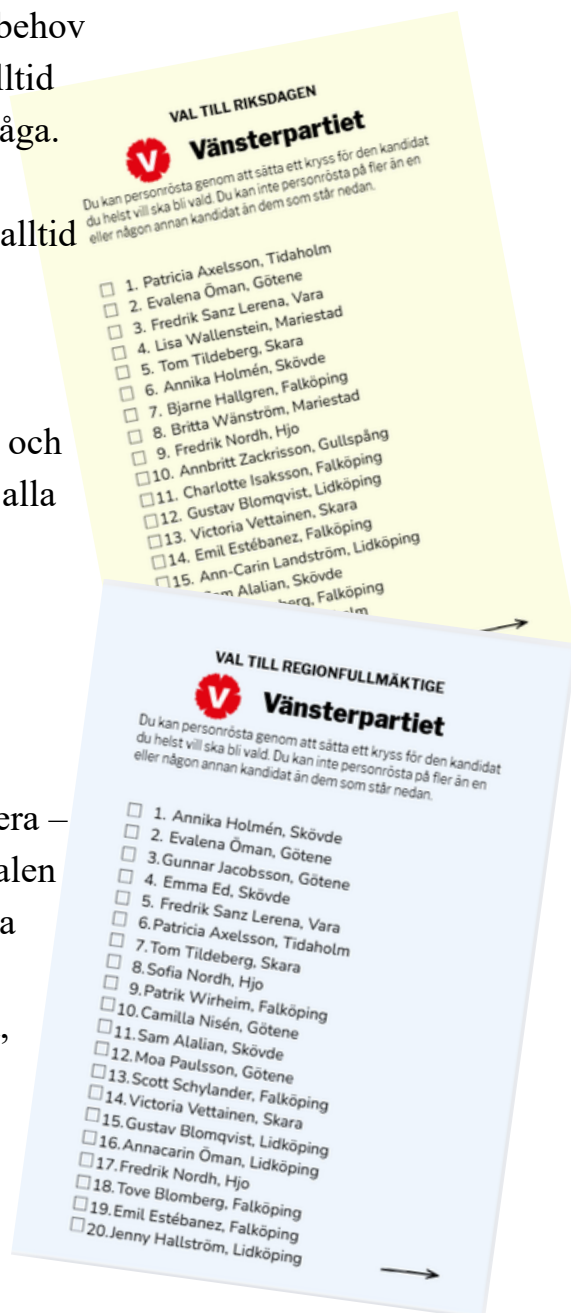 behov
lltid
åga.
alltid
och
alla
era –
alen
a
,
VAL TILL RIKSDAGEN
V
Vänsterpartiet
Du kan personrösta genom att sätta ett kryss för den kandidat
du helst vill ska bli vald. Du kan inte personrösta på fler än en
eller någon annan kandidat än dem som står nedan.
1. Patricia Axelsson, Tidaholm
2. Evalena Öman, Götene
3. Fredrik Sanz Lerena, Vara
4. Lisa Wallenstein, Mariestad
5. Tom Tildeberg, Skara
6. Annika Holmén, Skövde
7. Bjarne Hallgren, Falköping
8. Britta Wänström, Mariestad
9. Fredrik Nordh, Hjo
10. Annbritt Zackrisson, Gullspång
11. Charlotte Isaksson, Falköping
12. Gustav Blomqvist, Lidköping
13. Victoria Vettainen, Skara
14. Emil Estébanez, Falköping
15. Ann-Carin Landström, Lidköping
Alalian, Skövde
berg, Falköping
lm
VAL TILL REGIONFULLMÄKTIGE
V
Vänsterpartiet
Du kan personrösta genom att sätta ett kryss för den kandidat
du helst vill ska bli vald. Du kan inte personrösta på fler än en
eller någon annan kandidat än dem som står nedan.
1. Annika Holmén, Skövde
2. Evalena Öman, Götene
3.Gunnar Jacobsson, Götene
4. Emma Ed, Skövde
5. Fredrik Sanz Lerena, Vara
6.Patricia Axelsson, Tidaholm
7.Tom Tildeberg, Skara
8.Sofia Nordh, Hjo
9.Patrik Wirheim, Falköping
10.Camilla Nisén, Götene
11.Sam Alalian, Skövde
12.Moa Paulsson, Götene
13.Scott Schylander, Falköping
14.Victoria Vettainen, Skara
15.Gustav Blomqvist, Lidköping
16.Annacarin Öman, Lidköping
17.Fredrik Nordh, Hjo
18.Tove Blomberg, Falköping
19.Emil Estébanez, Falköping
20.Jenny Hallström, Lidköping